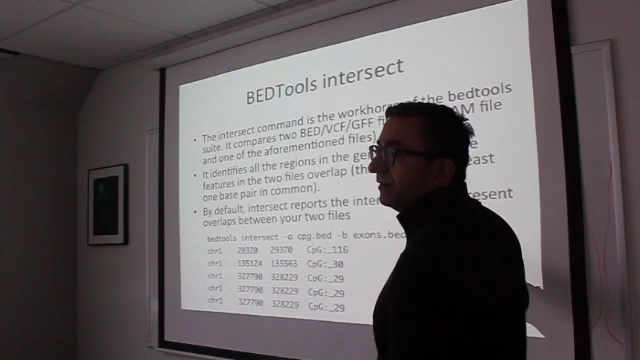 BEDTools intersect
• The intersect command is the workhorse of the bedtools
suite. It compares two BED/VCF/GFF AM file
and one of the aforementioned files)
• It identifies all the regions in the
features in the two files overlap east
one base pair in common).
• By default, intersect reports the present
overlaps between your two files
bedtools intersect -a cpg.bed -b exons.bed
chr1 29320 29370 CpG:_116
chr1 135124 135563 CpG:_30
chr1 327790 328229 CpG:_29
chr1 327790 328229 CpG:_29
chr1 327790 328229 CpG:_29